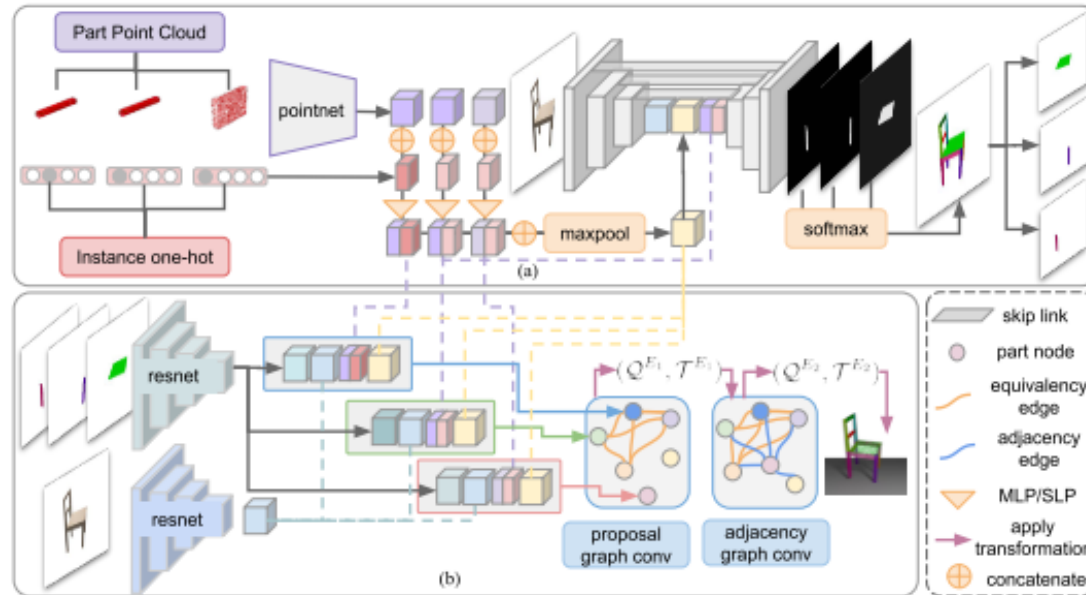 Part Point Cloud
pointnet
Instance one-hot
maxpool
softmax
(a)
resnet
resnet
(Q^{E_1}, T^{E_1})
(Q^{E_2}, T^{E_2})
proposal
graph conv
adjacency
graph conv
(b)
skip link
part node
equivalency
edge
adjacency
edge
MLP/SLP
apply
transformation
concatenate